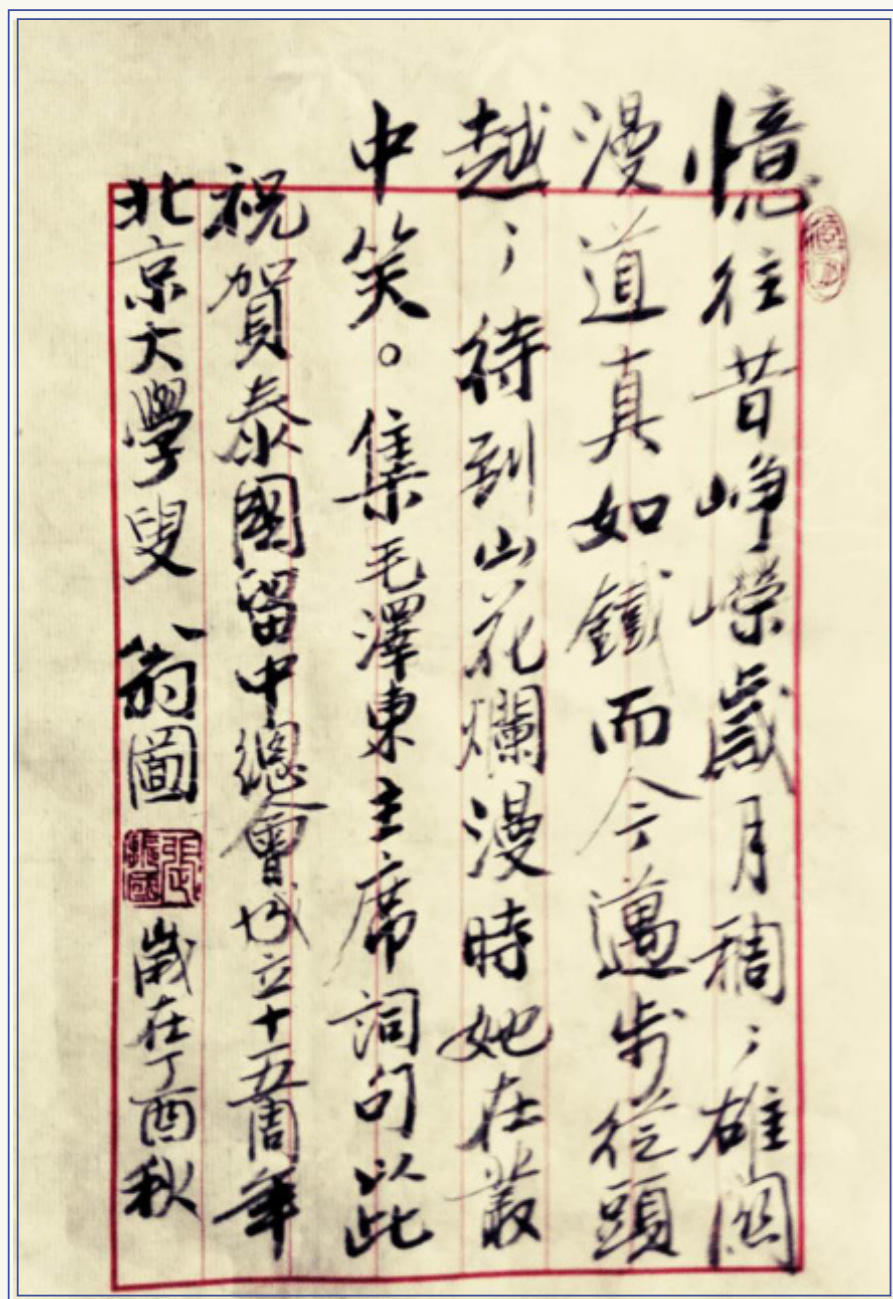 憶往昔崢嶸歲月稠；雄関
漫道真如鐵而今邁步從頭
越；待到山花爛漫時她在叢
中笑。集毛澤東主席詞句以此
祝賀泰國留中總會成立十五周年
北京大學叟 翁圖 歲在丁酉秋